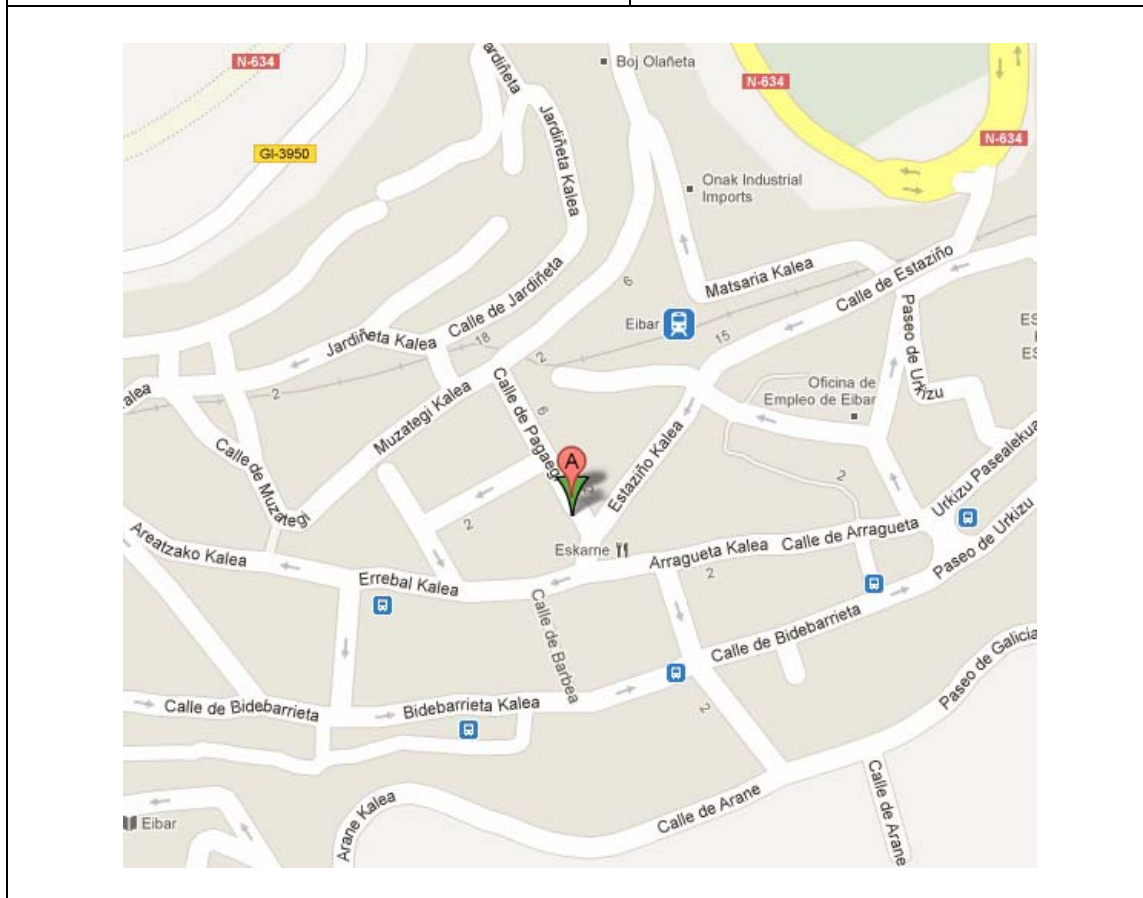 N-634
Boj Olañeta
Jardiñeta
N-634
Jardiñeta Kalea
N-634
GI-3950
Onak Industrial
Imports
Calle de Estaziño
Matsaria Kalea
Calle de Jardiñeta
6
Eibar
15
Jardiñeta Kalea
18
2
Paseo de Urkizu
Oficina de
Empleo de Eibar
2
Calle de Pagaegi
6
Muzategi Kalea
A
Estaziño Kalea
2
Calle de Muzategi
2
Urkizu Pasealekua
Eskarne
Arragueta Kalea
Calle de Arragueta
Paseo de Urkizu
Areatzako Kalea
Errebal Kalea
2
Calle de Barbea
Calle de Bidebarrieta
Paseo de Galicia
Calle de Bidebarrieta
Bidebarrieta Kalea
2
Arane Kalea
Calle de Arane
Calle de Arane
Eibar